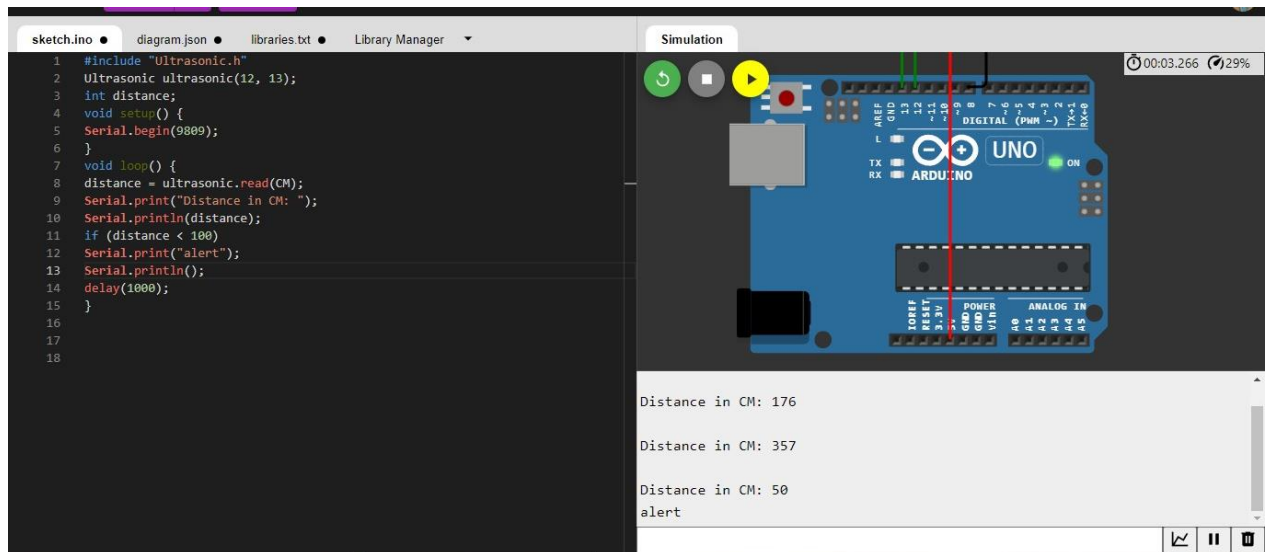 sketch.ino ● diagram.json ● libraries.txt ● Library Manager
1 #include "Ultrasonic.h"
2 Ultrasonic ultrasonic(12, 13);
3 int distance;
4 void setup() {
5 Serial.begin(9809);
6 }
7 void loop() {
8 distance = ultrasonic.read(CM);
9 Serial.print("Distance in CM: ");
10 Serial.println(distance);
11 if (distance < 100)
12 Serial.print("alert");
13 Serial.println();
14 delay(1000);
15 }
16
17
18
Simulation
00:03.266 29%
AREF GND 13 12 ~11 ~10 ~9 8 7 ~6 ~5 4 ~3 2 TX→1 RX←0
DIGITAL (PWM ~)
L
TX
RX
ARDUINO
UNO
ON
IOREF RESET 3.3V GND GND Vin A0 A1 A2 A3 A4 A5
POWER
ANALOG IN
Distance in CM: 176
Distance in CM: 357
Distance in CM: 50
alert